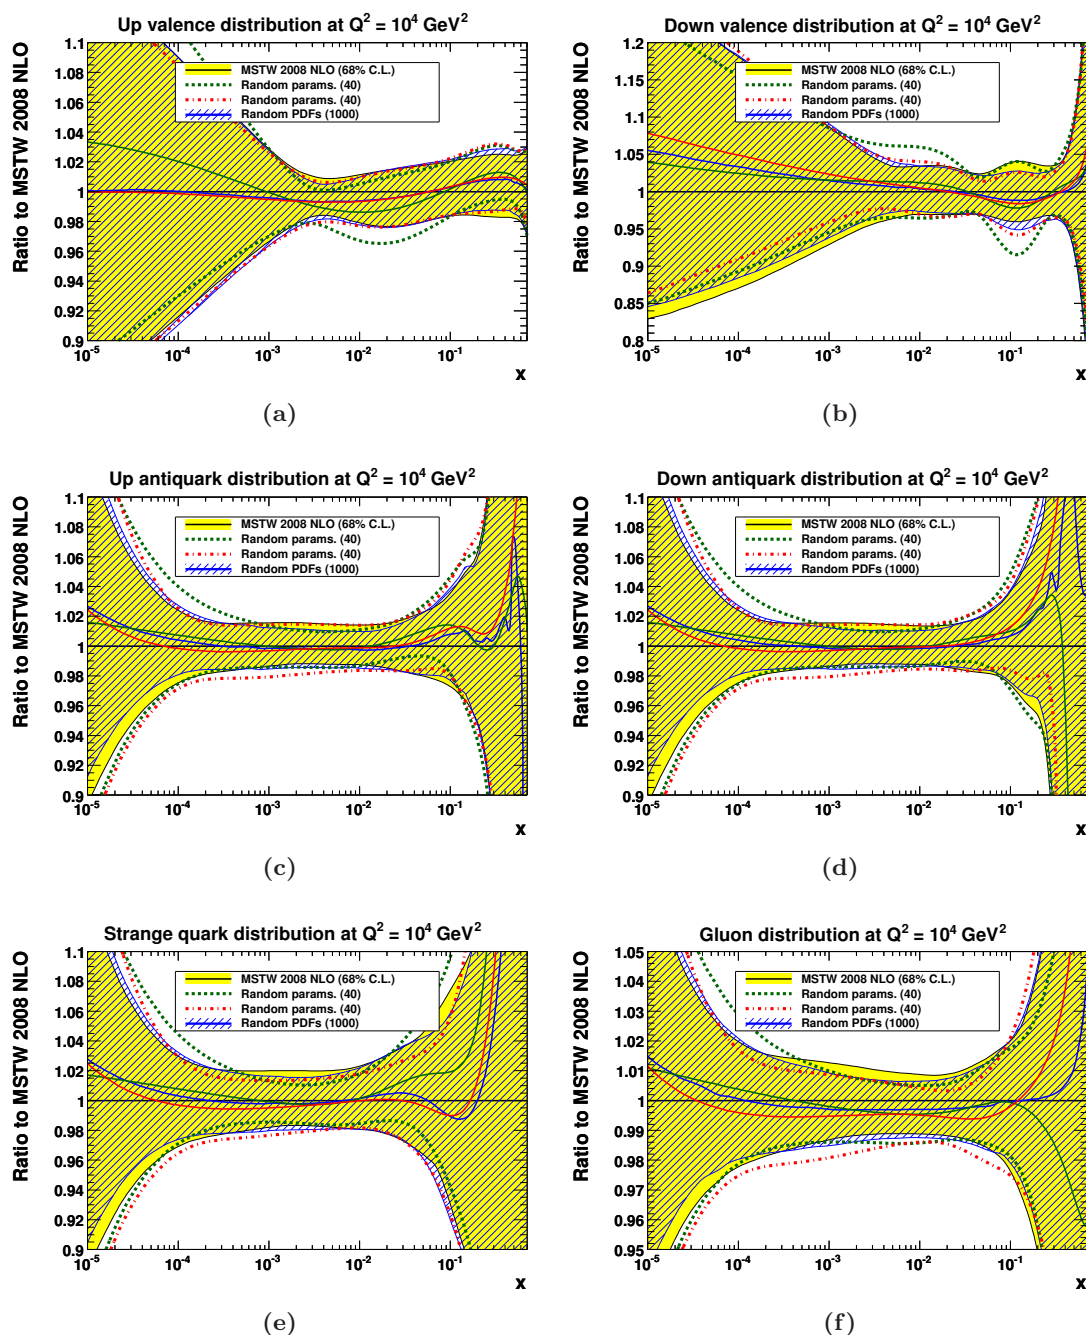 Up valence distribution at Q² = 10⁴ GeV²
Ratio to MSTW 2008 NLO
1.1
1.08
1.06
1.04
1.02
1
0.98
0.96
0.94
0.92
0.9
MSTW 2008 NLO (68% C.L.)
Random params. (40)
Random params. (40)
Random PDFs (1000)
10⁻⁵ 10⁻⁴ 10⁻³ 10⁻² 10⁻¹
x
(a)
Down valence distribution at Q² = 10⁴ GeV²
Ratio to MSTW 2008 NLO
1.2
1.15
1.1
1.05
1
0.95
0.9
0.85
0.8
MSTW 2008 NLO (68% C.L.)
Random params. (40)
Random params. (40)
Random PDFs (1000)
10⁻⁵ 10⁻⁴ 10⁻³ 10⁻² 10⁻¹
x
(b)
Up antiquark distribution at Q² = 10⁴ GeV²
Ratio to MSTW 2008 NLO
1.1
1.08
1.06
1.04
1.02
1
0.98
0.96
0.94
0.92
0.9
MSTW 2008 NLO (68% C.L.)
Random params. (40)
Random params. (40)
Random PDFs (1000)
10⁻⁵ 10⁻⁴ 10⁻³ 10⁻² 10⁻¹
x
(c)
Down antiquark distribution at Q² = 10⁴ GeV²
Ratio to MSTW 2008 NLO
1.1
1.08
1.06
1.04
1.02
1
0.98
0.96
0.94
0.92
0.9
MSTW 2008 NLO (68% C.L.)
Random params. (40)
Random params. (40)
Random PDFs (1000)
10⁻⁵ 10⁻⁴ 10⁻³ 10⁻² 10⁻¹
x
(d)
Strange quark distribution at Q² = 10⁴ GeV²
Ratio to MSTW 2008 NLO
1.1
1.08
1.06
1.04
1.02
1
0.98
0.96
0.94
0.92
0.9
MSTW 2008 NLO (68% C.L.)
Random params. (40)
Random params. (40)
Random PDFs (1000)
10⁻⁵ 10⁻⁴ 10⁻³ 10⁻² 10⁻¹
x
(e)
Gluon distribution at Q² = 10⁴ GeV²
Ratio to MSTW 2008 NLO
1.05
1.04
1.03
1.02
1.01
1
0.99
0.98
0.97
0.96
0.95
MSTW 2008 NLO (68% C.L.)
Random params. (40)
Random params. (40)
Random PDFs (1000)
10⁻⁵ 10⁻⁴ 10⁻³ 10⁻² 10⁻¹
x
(f)